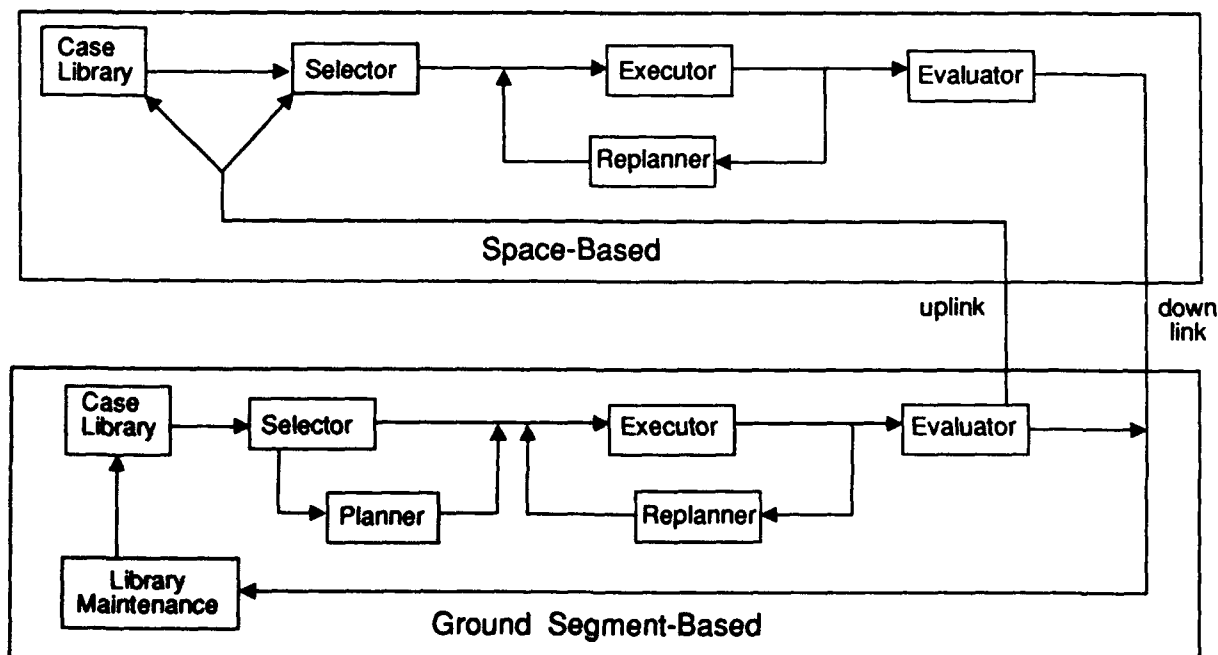 Case
Library
Selector
Executor
Evaluator
Replanner
Space-Based
uplink
down
link
Case
Library
Selector
Executor
Evaluator
Planner
Replanner
Library
Maintenance
Ground Segment-Based